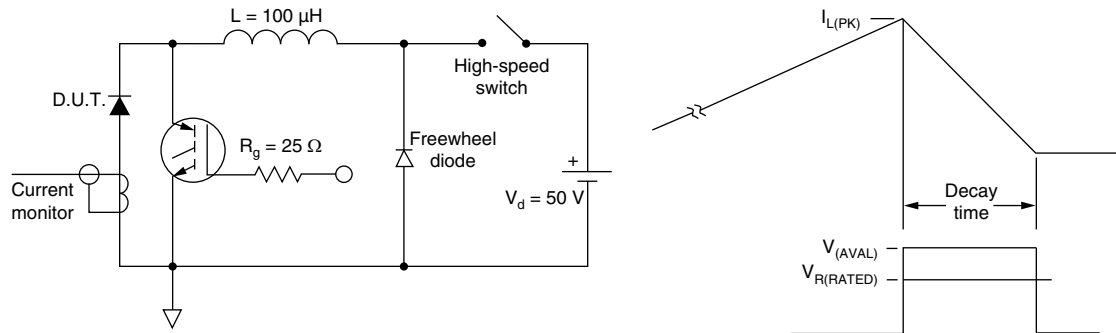 L = 100 µH
D.U.T.
High-speed
switch
R_g = 25 Ω
Freewheel
diode
Current
monitor
+
V_d = 50 V
I_L(PK)
Decay
time
V_(AVAL)
V_R(RATED)